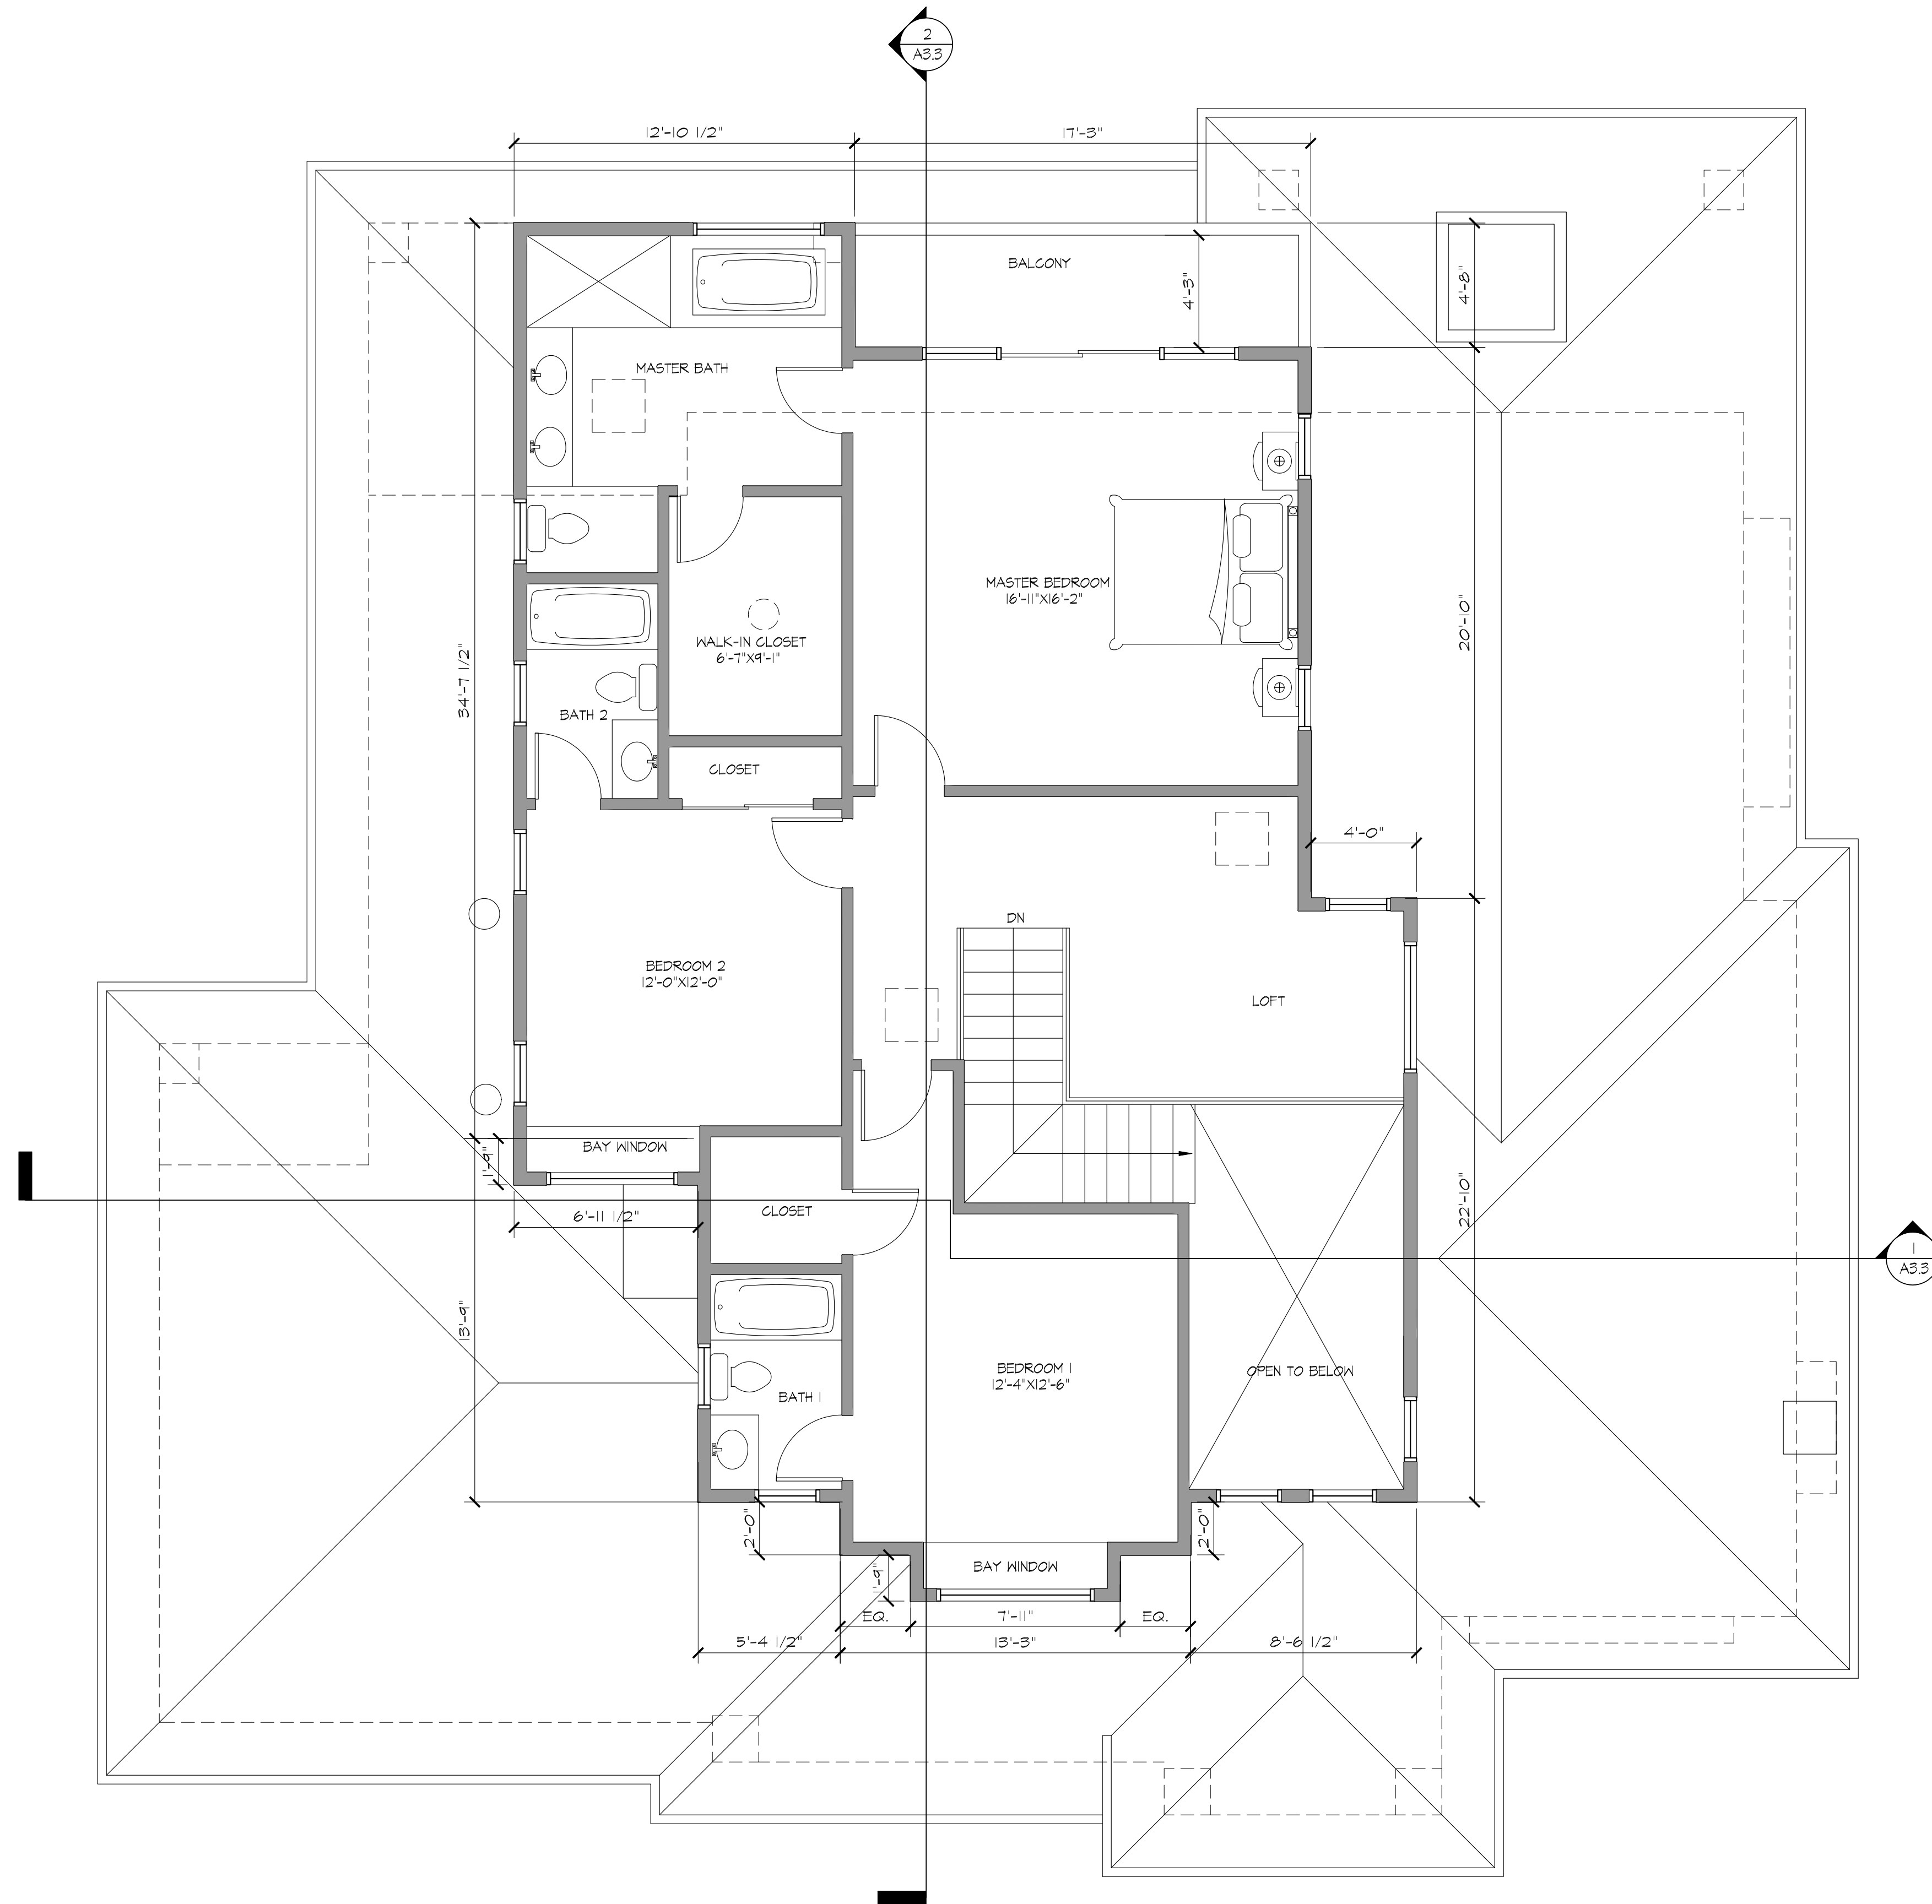 2
A3.3
12'-10 1/2"
17'-3"
BALCONY
4'-3"
4'-8"
MASTER BATH
MASTER BEDROOM
16'-11"X16'-2"
20'-10"
WALK-IN CLOSET
6'-7"X9'-1"
34'-7 1/2"
BATH 2
CLOSET
4'-0"
DN
BEDROOM 2
12'-0"X12'-0"
LOFT
BAY WINDOW
1'-9"
CLOSET
6'-11 1/2"
22'-10"
1
A3.3
13'-9"
BEDROOM 1
12'-4"X12'-6"
OPEN TO BELOW
BATH 1
2'-0"
2'-0"
BAY WINDOW
1'-9"
EQ.
7'-11"
EQ.
5'-4 1/2"
13'-3"
8'-6 1/2"